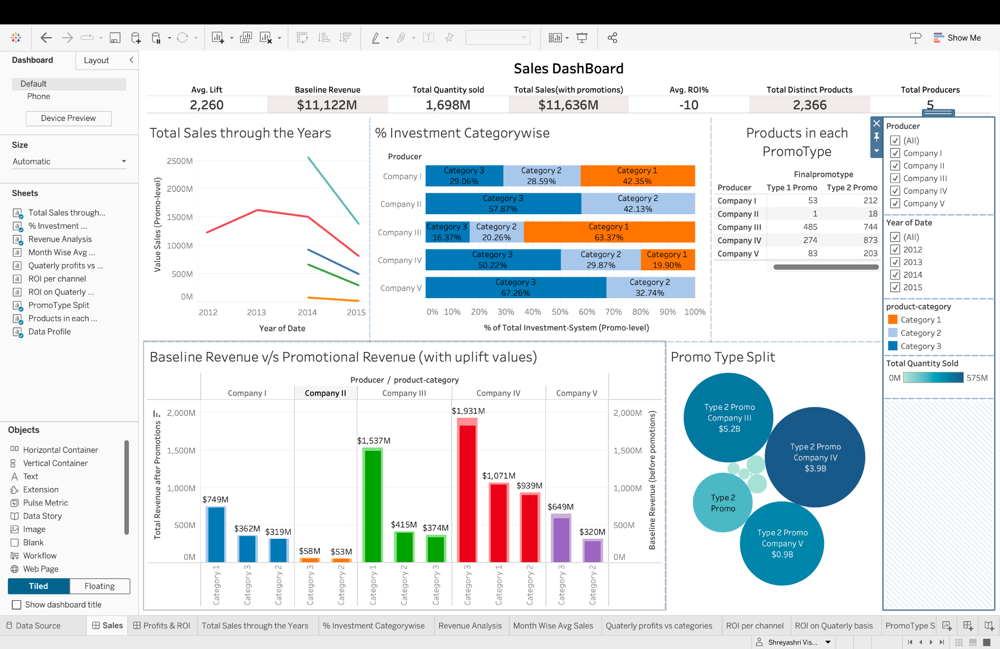 Show Me
Dashboard
Layout
Default
Phone
Device Preview
Size
Automatic
Sheets
Total Sales through...
% Investment ...
Revenue Analysis
Month Wise Avg ...
Quaterly profits vs ...
ROI per channel
ROI on Quaterly ...
PromoType Split
Products in each ...
Data Profile
Objects
Horizontal Container
Vertical Container
Text
Extension
Pulse Metric
Data Story
Image
Blank
Workflow
Web Page
Tiled Floating
Show dashboard title
Sales DashBoard
Avg. Lift Baseline Revenue Total Quantity sold Total Sales(with promotions) Avg. ROI% Total Distinct Products Total Producers
2,260 $11,122M 1,698M $11,636M -10 2,366 5
Total Sales through the Years
Value Sales (Promo-level)
2500M
2000M
1500M
1000M
500M
0M
2012 2013 2014 2015
Year of Date
% Investment Categorywise
Producer
Company I
Category 3 Category 2 Category 1
29.06% 28.59% 42.35%
Company II
Category 3 Category 2
57.87% 42.13%
Company III
Category 3 Category 2 Category 1
16.37% 20.26% 63.37%
Company IV
Category 3 Category 2 Category 1
50.22% 29.87% 19.90%
Company V
Category 3 Category 2
67.26% 32.74%
0% 10% 20% 30% 40% 50% 60% 70% 80% 90% 100%
% of Total Investment-System (Promo-level)
Products in each
PromoType
Finalpromotype
Producer Type 1 Promo Type 2 Promo
Company I 53 212
Company II 1 18
Company III 485 744
Company IV 274 873
Company V 83 203
Producer
(All)
Company I
Company II
Company III
Company IV
Company V
Year of Date
(All)
2012
2013
2014
2015
product-category
Category 1
Category 2
Category 3
Total Quantity Sold
0M 575M
Baseline Revenue v/s Promotional Revenue (with uplift values)
Producer / product-category
Company I Company II Company III Company IV Company V
Total Revenue after Promotions
2,000M
1,500M
1,000M
500M
0M
$749M $362M $319M $58M $53M $1,537M $415M $374M $1,931M $1,071M $939M $649M $320M
Category 1 Category 3 Category 2 Category 3 Category 2 Category 1 Category 2 Category 3 Category 3 Category 1 Category 2 Category 3 Category 2
2,000M
1,500M
1,000M
500M
0M
Baseline Revenue (before pomotions)
Promo Type Split
Type 2 Promo
Company III
$5.2B
Type 2 Promo
Company IV
$3.9B
Type 2
Promo
Type 2 Promo
Company V
$0.9B
Data Source Sales Profits & ROI Total Sales through the Years % Investment Categorywise Revenue Analysis Month Wise Avg Sales Quaterly profits vs categories ROI per channel ROI on Quaterly basis PromoType S
Shreyashri Vis...